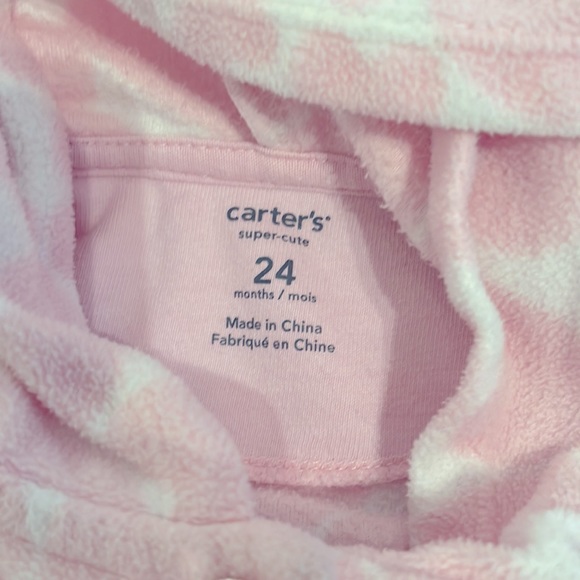 carter's®
super-cute
24
months / mois
Made in China
Fabriqué en Chine